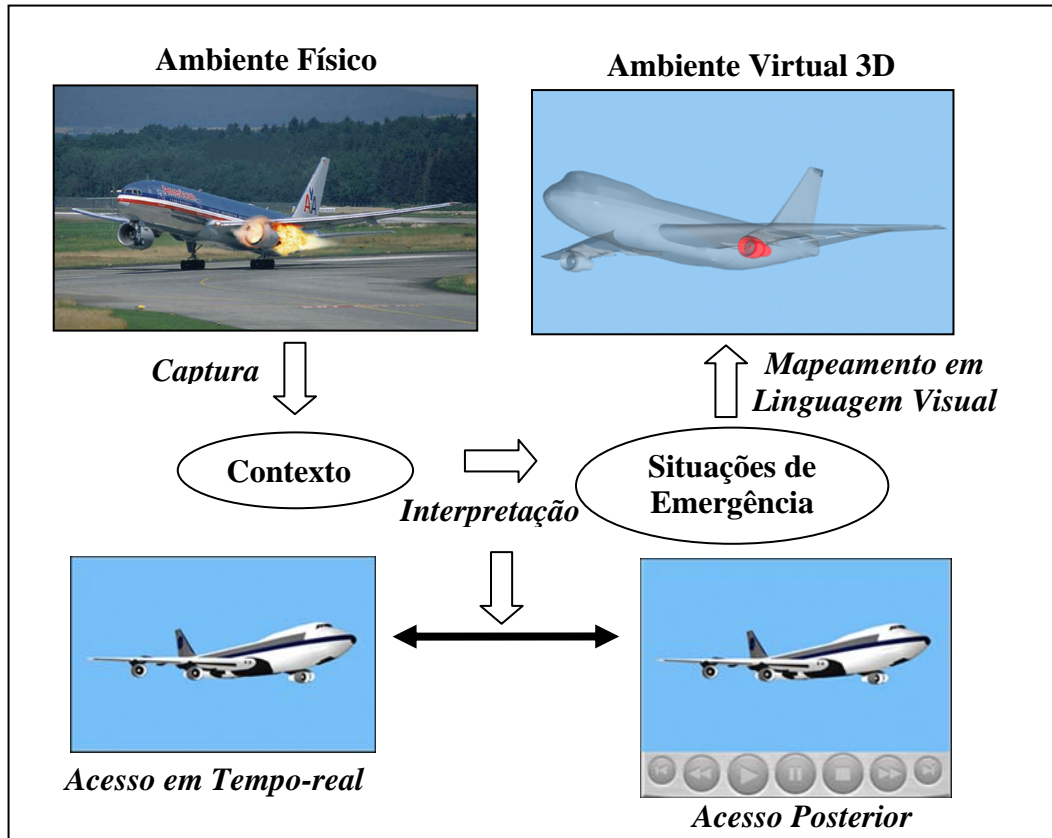 Ambiente Físico
Ambiente Virtual 3D
AA
Captura
Mapeamento em
Linguagem Visual
Contexto
Situações de
Emergência
Interpretação
Acesso em Tempo-real
Acesso Posterior